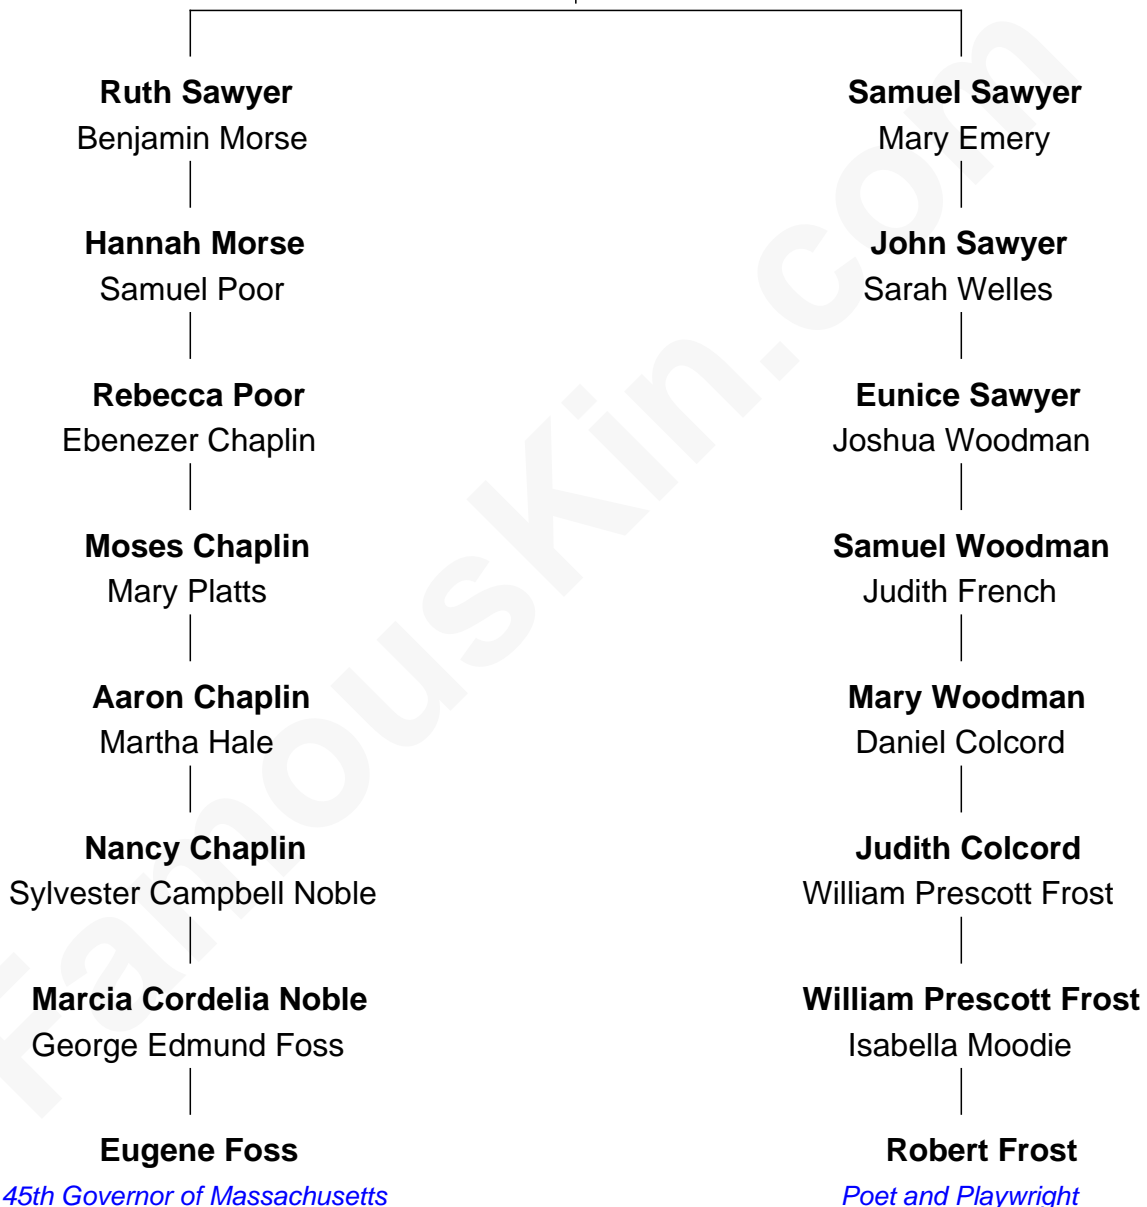 Ruth Sawyer
Benjamin Morse
Hannah Morse
Samuel Poor
Rebecca Poor
Ebenezer Chaplin
Moses Chaplin
Mary Platts
Aaron Chaplin
Martha Hale
Nancy Chaplin
Sylvester Campbell Noble
Marcia Cordelia Noble
George Edmund Foss
Eugene Foss
45th Governor of Massachusetts
Samuel Sawyer
Mary Emery
John Sawyer
Sarah Welles
Eunice Sawyer
Joshua Woodman
Samuel Woodman
Judith French
Mary Woodman
Daniel Colcord
Judith Colcord
William Prescott Frost
William Prescott Frost
Isabella Moodie
Robert Frost
Poet and Playwright
FamousKin.com